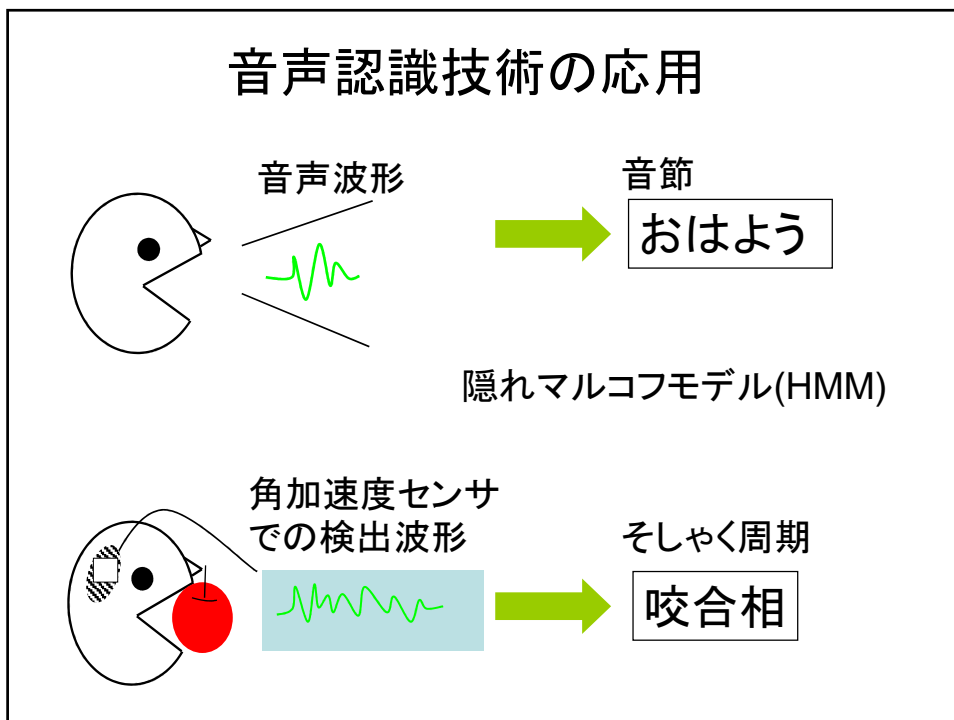 音声認識技術の応用
音声波形
音節
おはよう
隠れマルコフモデル(HMM)
角加速度センサ
での検出波形
そしゃく周期
咬合相